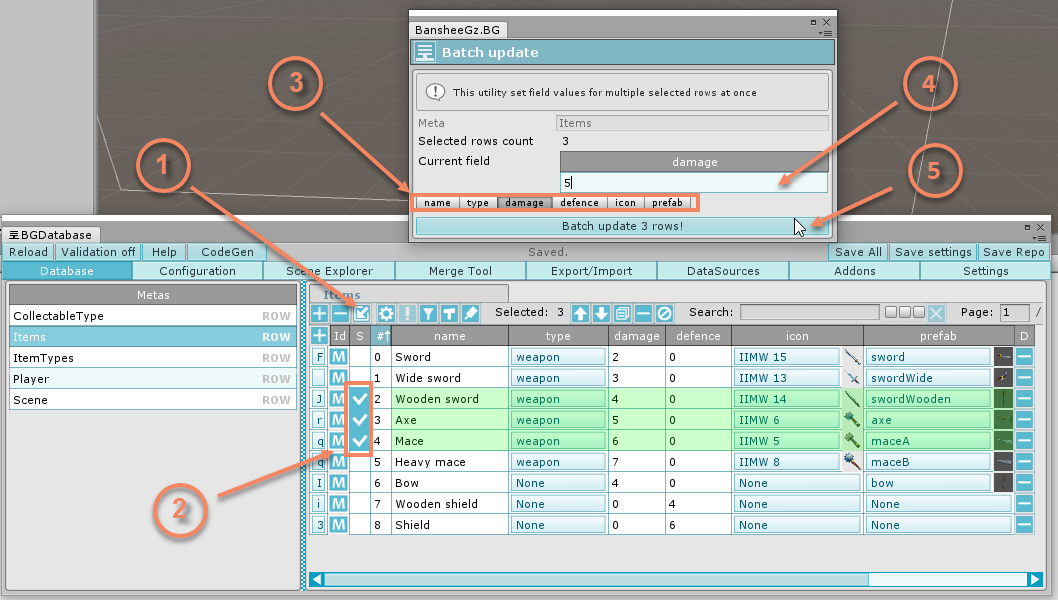 BansheeGz.BG
Batch update
This utility set field values for multiple selected rows at once
Meta Items
Selected rows count 3
Current field damage
5
name type damage defence icon prefab
Batch update 3 rows!
1
2
3
4
5
BGDatabase
Reload Validation off Help CodeGen Saved. Save All Save settings Save Repo
Database Configuration Scene Explorer Merge Tool Export/Import DataSources Addons Settings
Metas
CollectableType ROW
Items ROW
ItemTypes ROW
Player ROW
Scene ROW
Items
Selected: 3 Search: Page: 1 /
Id S # name type damage defence icon prefab D
F M 0 Sword weapon 2 0 IIMW 15 sword
M 1 Wide sword weapon 3 0 IIMW 13 swordWide
J M 2 Wooden sword weapon 4 0 IIMW 14 swordWooden
r M 3 Axe weapon 5 0 IIMW 6 axe
q M 4 Mace weapon 6 0 IIMW 5 maceA
q M 5 Heavy mace weapon 7 0 IIMW 8 maceB
I M 6 Bow None 4 0 None bow
i M 7 Wooden shield None 0 4 None None
3 M 8 Shield None 0 6 None None